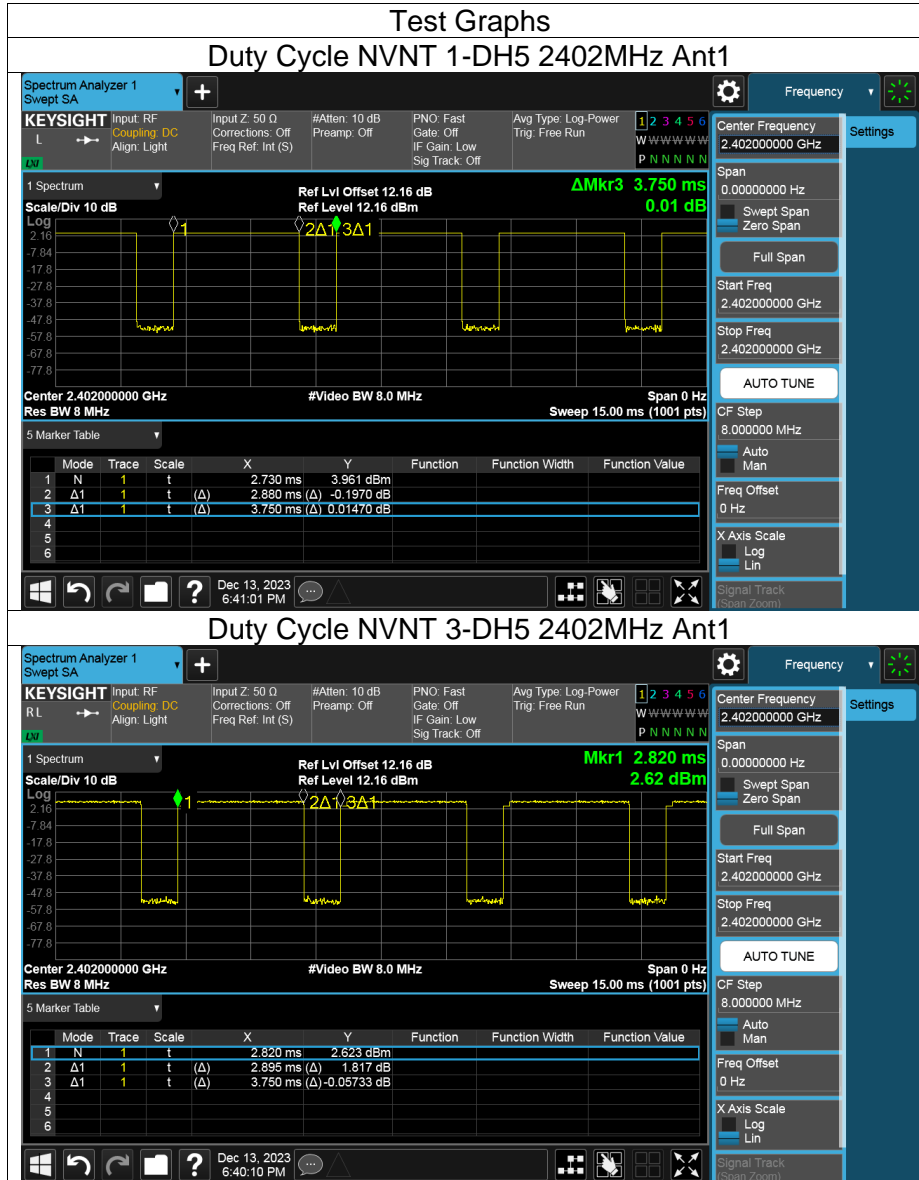 Test Graphs
Duty Cycle NVNT 1-DH5 2402MHz Ant1
Spectrum Analyzer 1
Swept SA
+
Frequency
KEYSIGHT Input: RF Input Z: 50 Ω #Atten: 10 dB PNO: Fast Avg Type: Log-Power 1 2 3 4 5 6
L Coupling: DC Corrections: Off Preamp: Off Gate: Off Trig: Free Run W W W W W W
Align: Light Freq Ref: Int (S) IF Gain: Low P N N N N N
LXI Sig Track: Off
1 Spectrum Ref Lvl Offset 12.16 dB ΔMkr3 3.750 ms
Scale/Div 10 dB Ref Level 12.16 dBm 0.01 dB
Log
1 2Δ1 3Δ1
2.16
-7.84
-17.8
-27.8
-37.8
-47.8
-57.8
-67.8
-77.8
Center 2.402000000 GHz #Video BW 8.0 MHz Span 0 Hz
Res BW 8 MHz Sweep 15.00 ms (1001 pts)
5 Marker Table
Mode Trace Scale X Y Function Function Width Function Value
1 N 1 t 2.730 ms 3.961 dBm
2 Δ1 1 t (Δ) 2.880 ms (Δ) -0.1970 dB
3 Δ1 1 t (Δ) 3.750 ms (Δ) 0.01470 dB
4
5
6
? Dec 13, 2023
6:41:01 PM
Center Frequency
2.402000000 GHz
Settings
Span
0.00000000 Hz
Swept Span
Zero Span
Full Span
Start Freq
2.402000000 GHz
Stop Freq
2.402000000 GHz
AUTO TUNE
CF Step
8.000000 MHz
Auto
Man
Freq Offset
0 Hz
X Axis Scale
Log
Lin
Signal Track
(Span Zoom)
Duty Cycle NVNT 3-DH5 2402MHz Ant1
Spectrum Analyzer 1
Swept SA
+
Frequency
KEYSIGHT Input: RF Input Z: 50 Ω #Atten: 10 dB PNO: Fast Avg Type: Log-Power 1 2 3 4 5 6
R L Coupling: DC Corrections: Off Preamp: Off Gate: Off Trig: Free Run W W W W W W
Align: Light Freq Ref: Int (S) IF Gain: Low P N N N N N
LXI Sig Track: Off
1 Spectrum Ref Lvl Offset 12.16 dB Mkr1 2.820 ms
Scale/Div 10 dB Ref Level 12.16 dBm 2.62 dBm
Log
1 2Δ1 3Δ1
2.16
-7.84
-17.8
-27.8
-37.8
-47.8
-57.8
-67.8
-77.8
Center 2.402000000 GHz #Video BW 8.0 MHz Span 0 Hz
Res BW 8 MHz Sweep 15.00 ms (1001 pts)
5 Marker Table
Mode Trace Scale X Y Function Function Width Function Value
1 N 1 t 2.820 ms 2.623 dBm
2 Δ1 1 t (Δ) 2.895 ms (Δ) 1.817 dB
3 Δ1 1 t (Δ) 3.750 ms (Δ) -0.05733 dB
4
5
6
? Dec 13, 2023
6:40:10 PM
Center Frequency
2.402000000 GHz
Settings
Span
0.00000000 Hz
Swept Span
Zero Span
Full Span
Start Freq
2.402000000 GHz
Stop Freq
2.402000000 GHz
AUTO TUNE
CF Step
8.000000 MHz
Auto
Man
Freq Offset
0 Hz
X Axis Scale
Log
Lin
Signal Track
(Span Zoom)